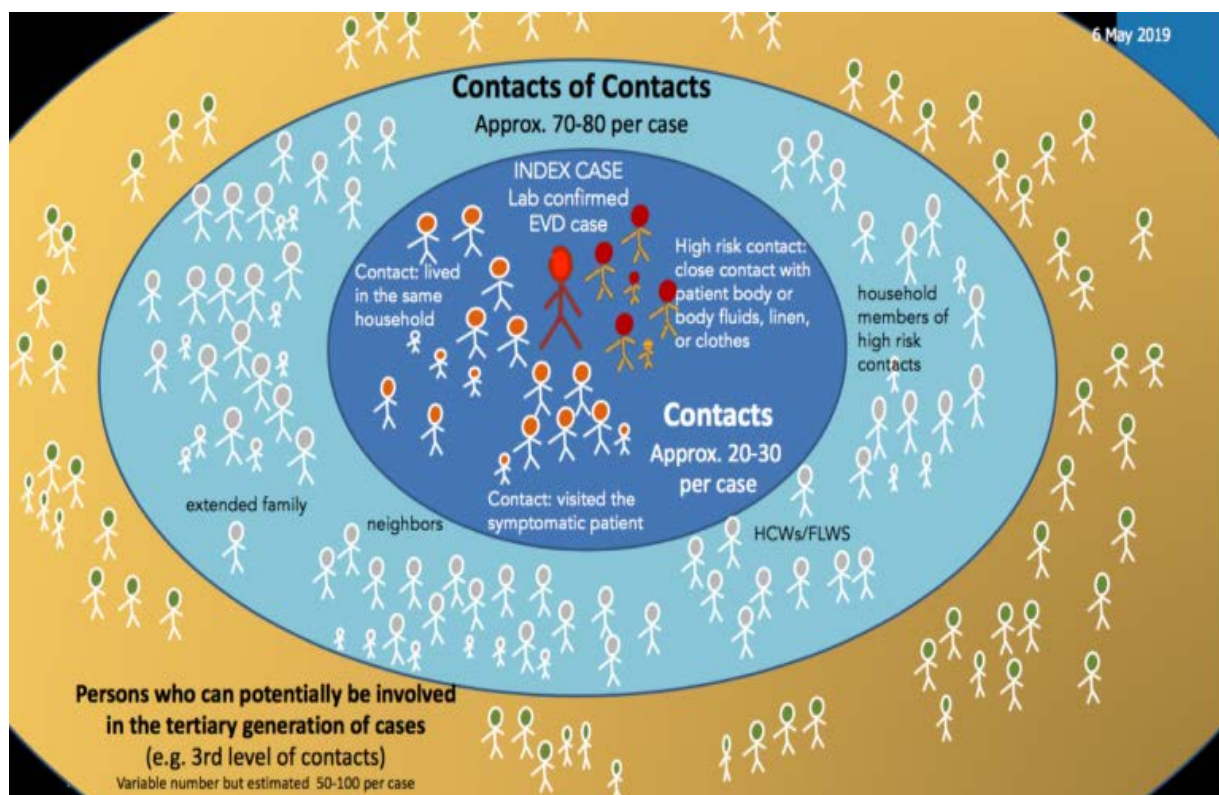 6 May 2019
Contacts of Contacts
Approx. 70-80 per case
INDEX CASE
Lab confirmed
EVD case
Contact: lived
in the same
household
High risk contact:
close contact with
patient body or
body fluids, linen,
or clothes
household
members of
high risk
contacts
Contacts
Approx. 20-30
per case
Contact: visited the
symptomatic patient
extended family
neighbors
HCWs/FLWS
Persons who can potentially be involved
in the tertiary generation of cases
(e.g. 3rd level of contacts)
Variable number but estimated 50-100 per case